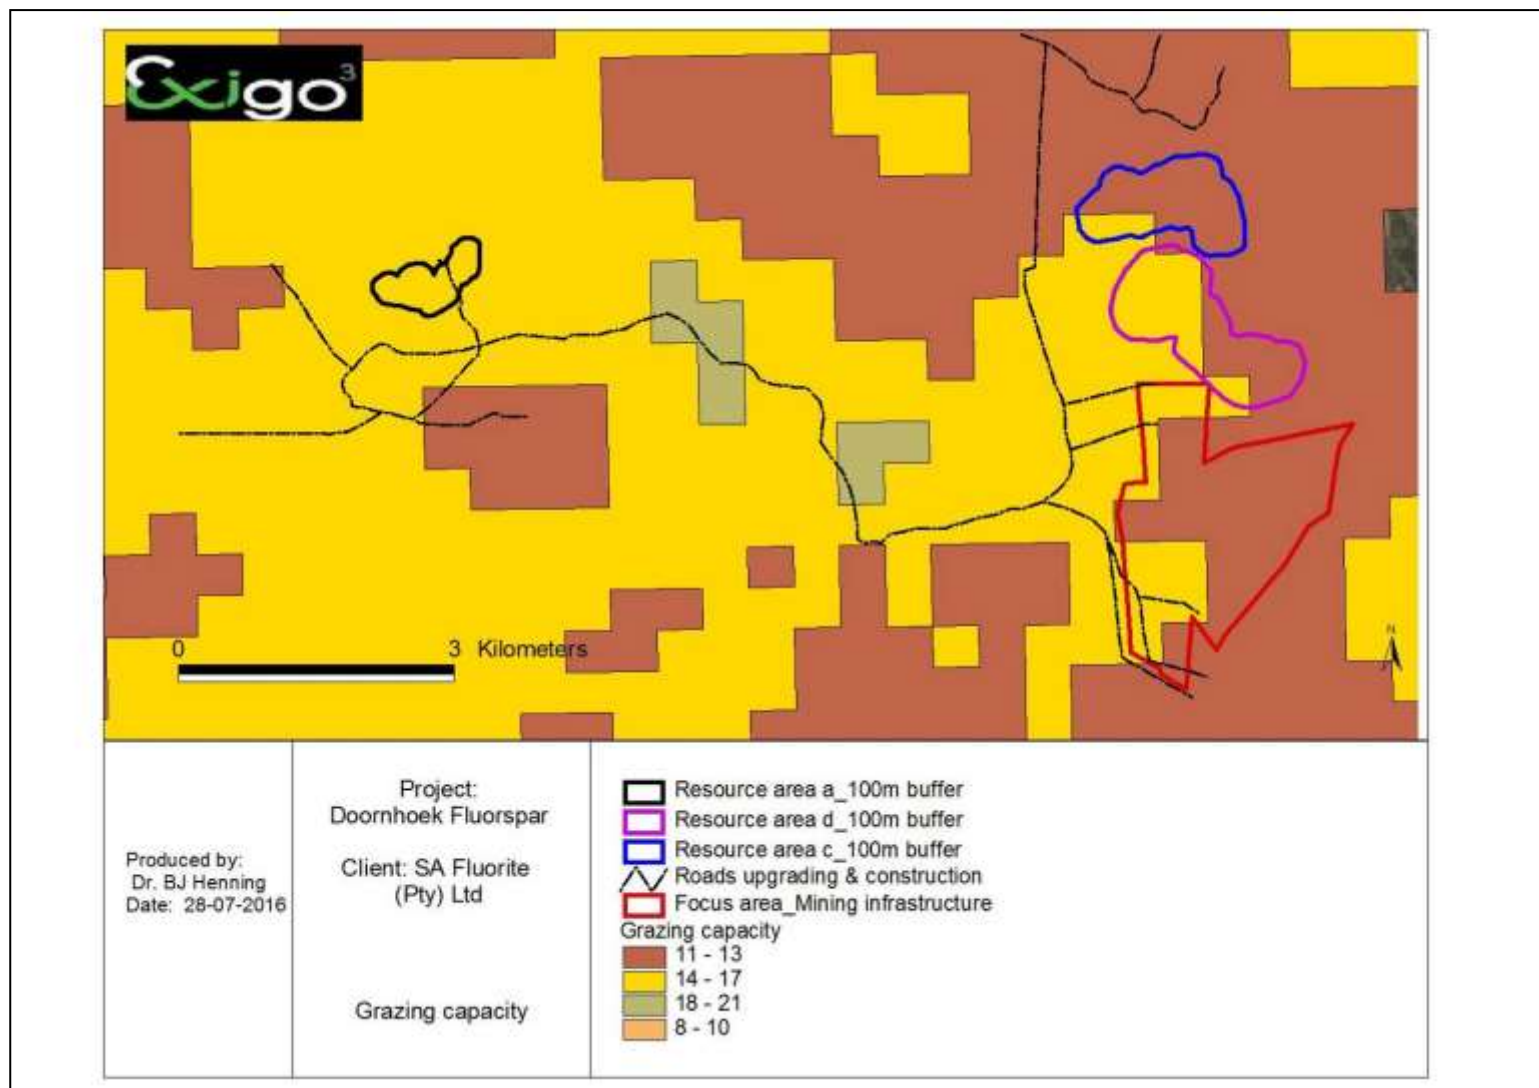 Exigo3
N
0 3 Kilometers
Produced by:
Dr. BJ Henning
Date: 28-07-2016
Project:
Doornhoek Fluorspar
Client: SA Fluorite
(Pty) Ltd
Grazing capacity
Resource area a_100m buffer
Resource area d_100m buffer
Resource area c_100m buffer
Roads upgrading & construction
Focus area_Mining infrastructure
Grazing capacity
11 - 13
14 - 17
18 - 21
8 - 10